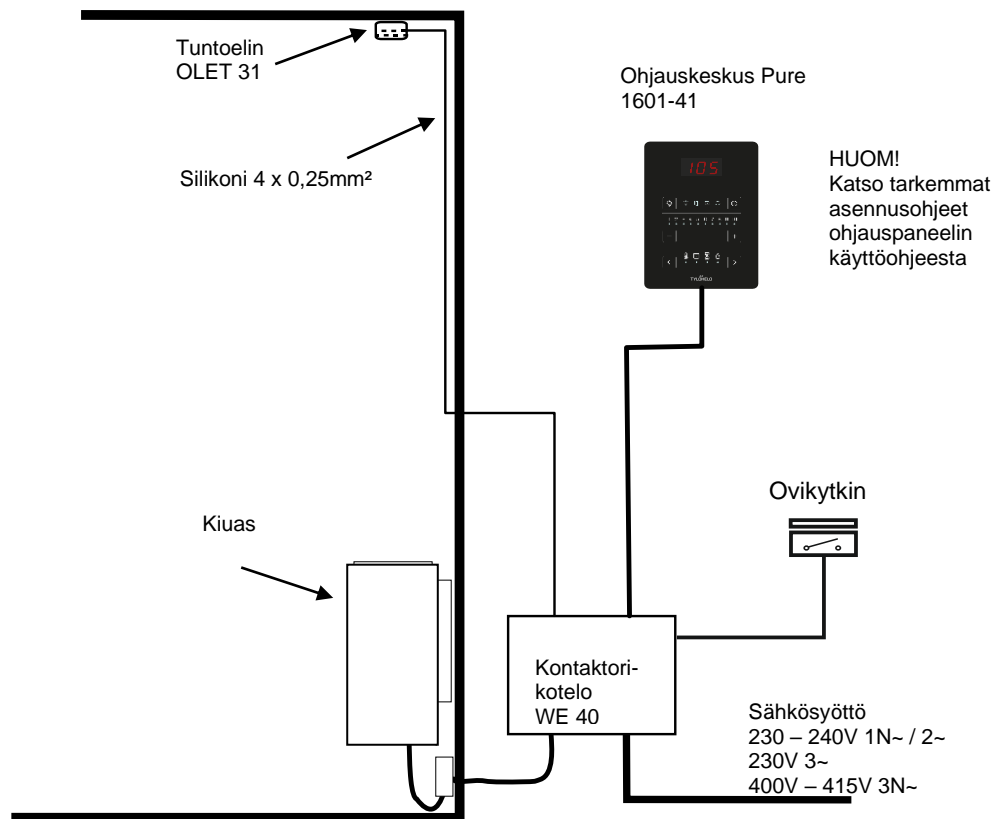 Tuntoelin
OLET 31
Silikoni 4 x 0,25mm²
Ohjauskeskus Pure
1601-41
105
TYLÖHELO
HUOM!
Katso tarkemmat
asennusohjeet
ohjauspaneelin
käyttöohjeesta
Ovikytkin
Kiuas
Kontaktori-
kotelo
WE 40
Sähkösyöttö
230 – 240V 1N~ / 2~
230V 3~
400V – 415V 3N~